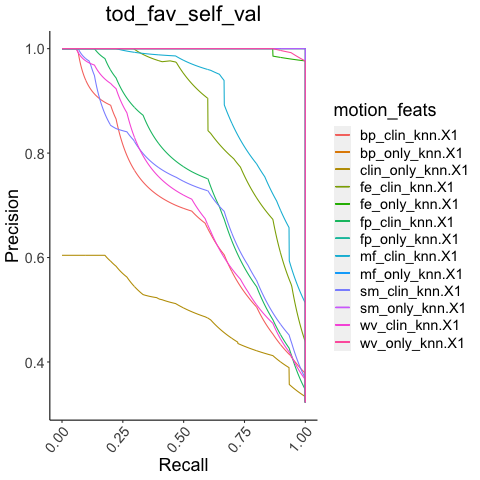 tod_fav_self_val
Precision
1.0
0.8
0.6
0.4
0.00
0.25
0.50
0.75
1.00
Recall
motion_feats
bp_clin_knn.X1
bp_only_knn.X1
clin_only_knn.X1
fe_clin_knn.X1
fe_only_knn.X1
fp_clin_knn.X1
fp_only_knn.X1
mf_clin_knn.X1
mf_only_knn.X1
sm_clin_knn.X1
sm_only_knn.X1
wv_clin_knn.X1
wv_only_knn.X1